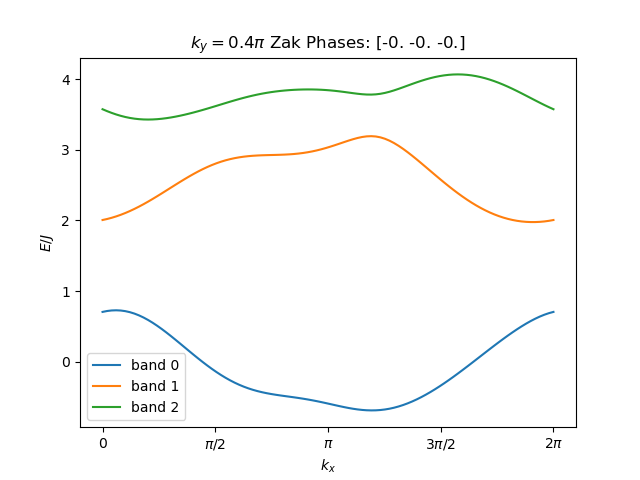 $k_y = 0.4\pi$ Zak Phases: [-0. -0. -0.]
4
3
2
1
0
E/J
band 0
band 1
band 2
0
π/2
π
3π/2
2π
$k_x$